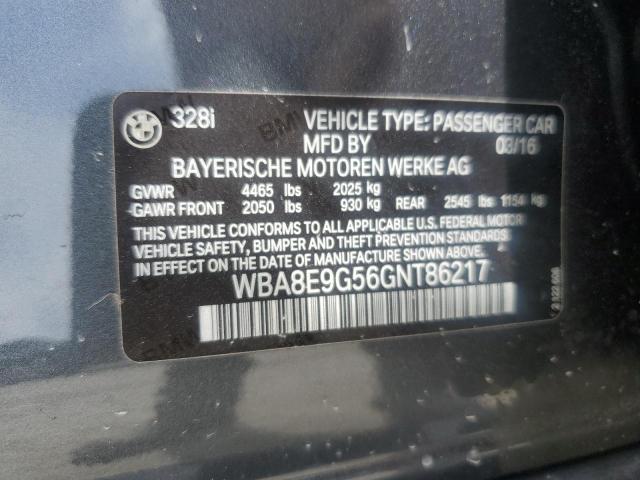 328i VEHICLE TYPE: PASSENGER CAR
MFD BY 03/16
BAYERISCHE MOTOREN WERKE AG
GVWR 4465 lbs 2025 kg
GAWR FRONT 2050 lbs 930 kg REAR 2545 lbs 1154 kg
THIS VEHICLE CONFORMS TO ALL APPLICABLE U.S. FEDERAL MOTOR
VEHICLE SAFETY, BUMPER AND THEFT PREVENTION STANDARDS
IN EFFECT ON THE DATE OF MANUFACTURE SHOWN ABOVE.
WBA8E9G56GNT86217